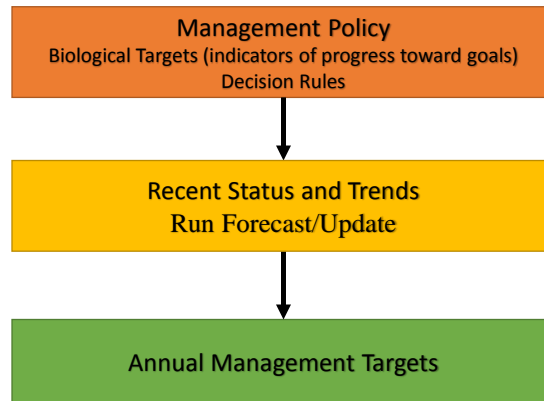 Management Policy
Biological Targets (indicators of progress toward goals)
Decision Rules
Recent Status and Trends
Run Forecast/Update
Annual Management Targets